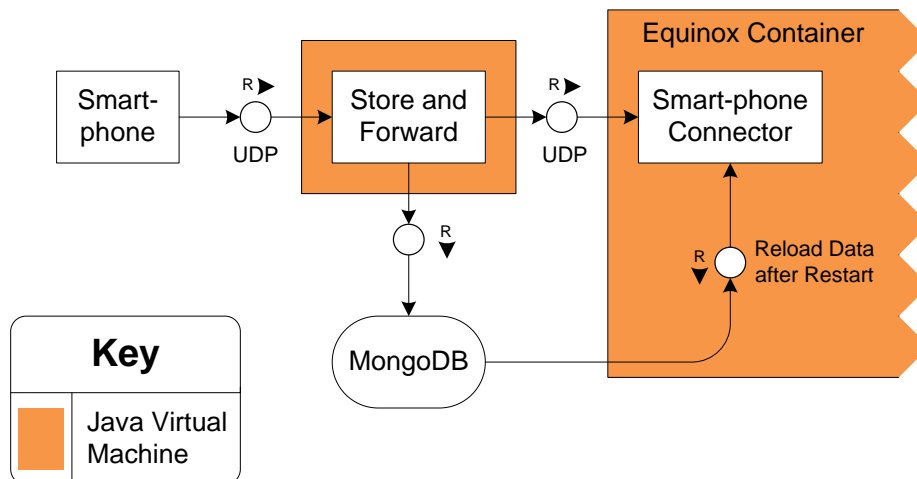 Equinox Container
Smart-
phone
R
UDP
Store and
Forward
R
UDP
Smart-phone
Connector
R
R
Reload Data
after Restart
MongoDB
Key
Java Virtual
Machine